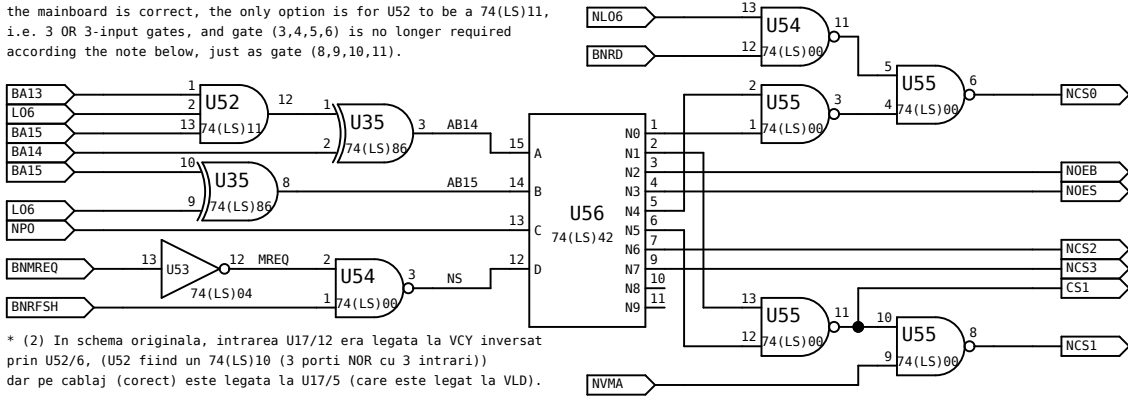 the mainboard is correct, the only option is for U52 to be a 74(LS)11,
i.e. 3 OR 3-input gates, and gate (3,4,5,6) is no longer required
according the note below, just as gate (8,9,10,11).
NLO6
13
U54
11
BNRD
12
74(LS)00
5
U55
6
NCS0
4
74(LS)00
2
U55
3
1
74(LS)00
BA13
1
U52
12
LO6
2
BA15
13
74(LS)11
1
U35
3
AB14
BA14
2
74(LS)86
BA15
10
U35
8
AB15
LO6
9
74(LS)86
NPO
15
A
14
B
13
C
12
D
U56
74(LS)42
N0
1
N1
2
N2
3
NOEB
N3
4
NOES
N4
5
N5
6
N6
7
NCS2
N7
9
NCS3
N8
10
CS1
N9
11
BNMREQ
13
U53
12
MREQ
74(LS)04
2
U54
3
NS
BNRFSH
1
74(LS)00
13
U55
11
12
74(LS)00
10
U55
8
NCS1
9
74(LS)00
NVMA
* (2) In schema originala, intrarea U17/12 era legata la VCY inversat
prin U52/6, (U52 fiind un 74(LS)10 (3 porti NOR cu 3 intrari))
dar pe cablaj (corect) este legata la U17/5 (care este legat la VLD).